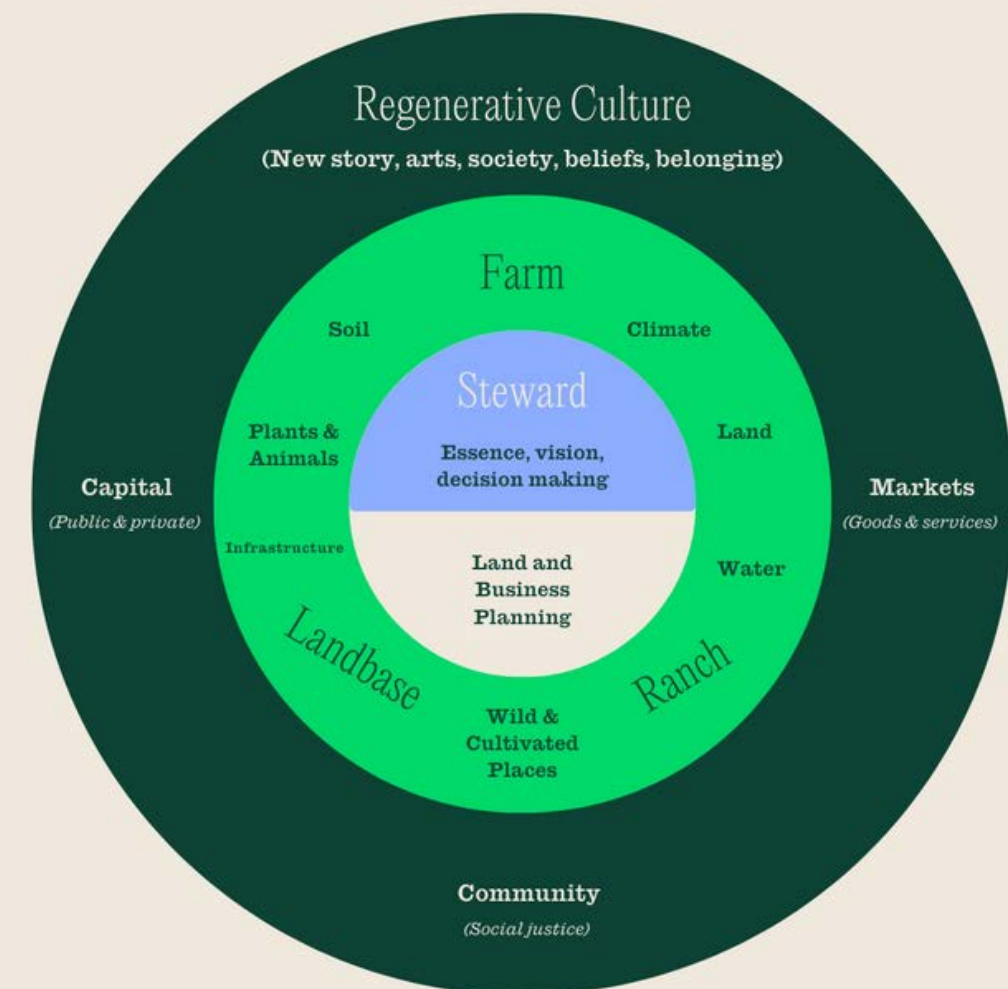 Regenerative Culture
(New story, arts, society, beliefs, belonging)
Farm
Soil
Climate
Steward
Plants &
Animals
Land
Essence, vision,
decision making
Capital
(Public & private)
Markets
(Goods & services)
Infrastructure
Land and
Business
Planning
Water
Landbase
Ranch
Wild &
Cultivated
Places
Community
(Social justice)